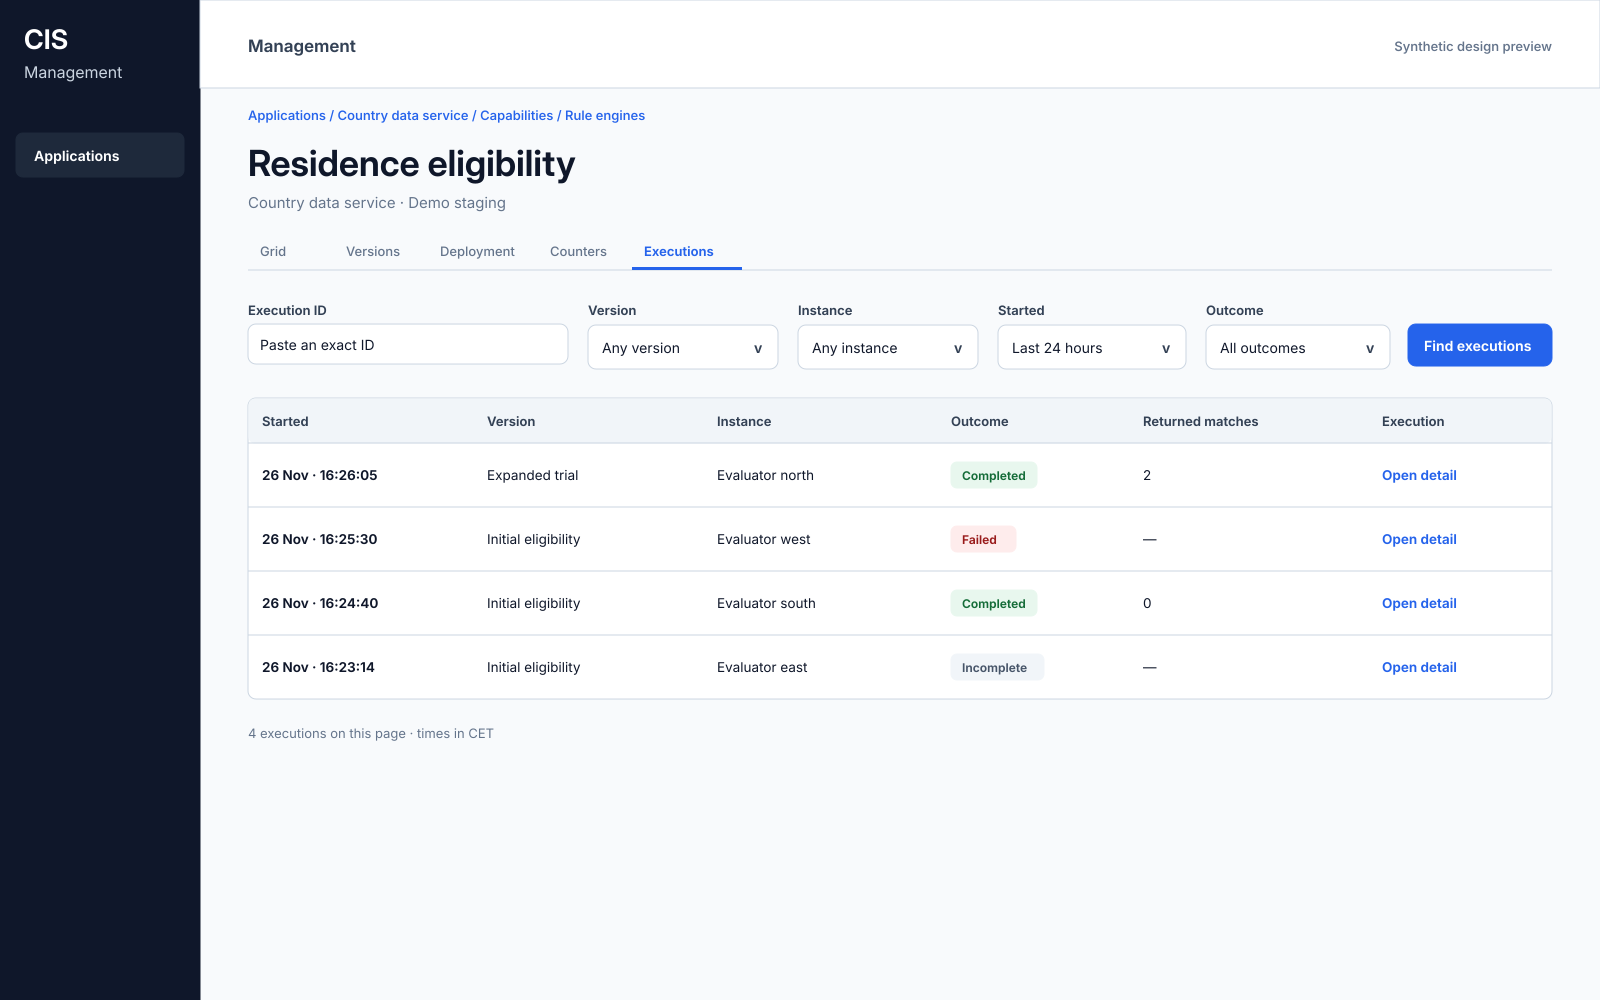 CIS
Management
Applications
Management
Synthetic design preview
Applications / Country data service / Capabilities / Rule engines
Residence eligibility
Country data service · Demo staging
Grid Versions Deployment Counters Executions
Execution ID Version Instance Started Outcome
Paste an exact ID Any version v Any instance v Last 24 hours v All outcomes v Find executions
Started Version Instance Outcome Returned matches Execution
26 Nov · 16:26:05 Expanded trial Evaluator north Completed 2 Open detail
26 Nov · 16:25:30 Initial eligibility Evaluator west Failed — Open detail
26 Nov · 16:24:40 Initial eligibility Evaluator south Completed 0 Open detail
26 Nov · 16:23:14 Initial eligibility Evaluator east Incomplete — Open detail
4 executions on this page · times in CET